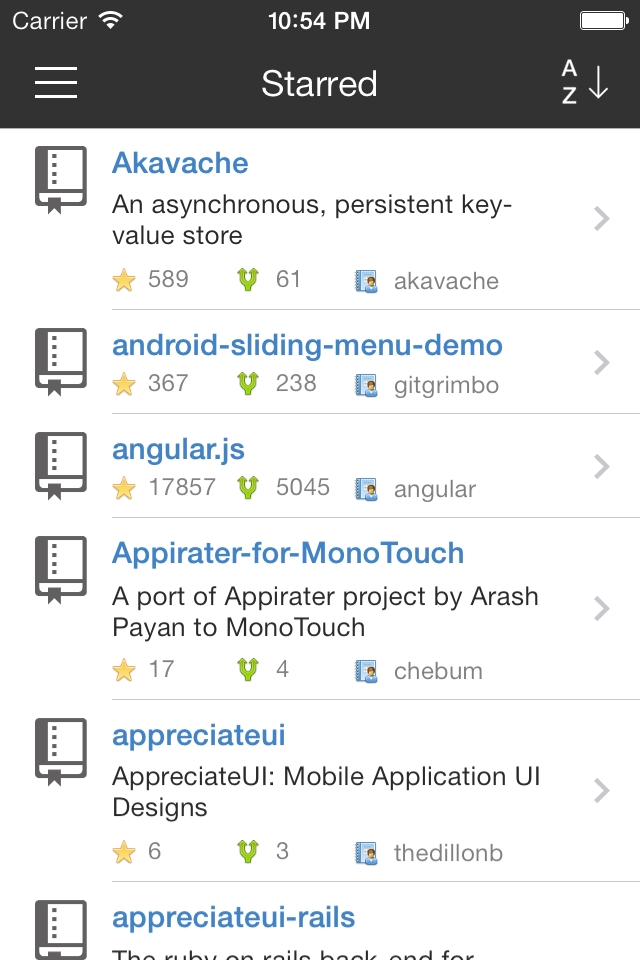 Carrier 10:54 PM
Starred A Z
Akavache
An asynchronous, persistent key-
value store
589 61 akavache
android-sliding-menu-demo
367 238 gitgrimbo
angular.js
17857 5045 angular
Appirater-for-MonoTouch
A port of Appirater project by Arash
Payan to MonoTouch
17 4 chebum
appreciateui
AppreciateUI: Mobile Application UI
Designs
6 3 thedillonb
appreciateui-rails
The ruby on rails back-end for